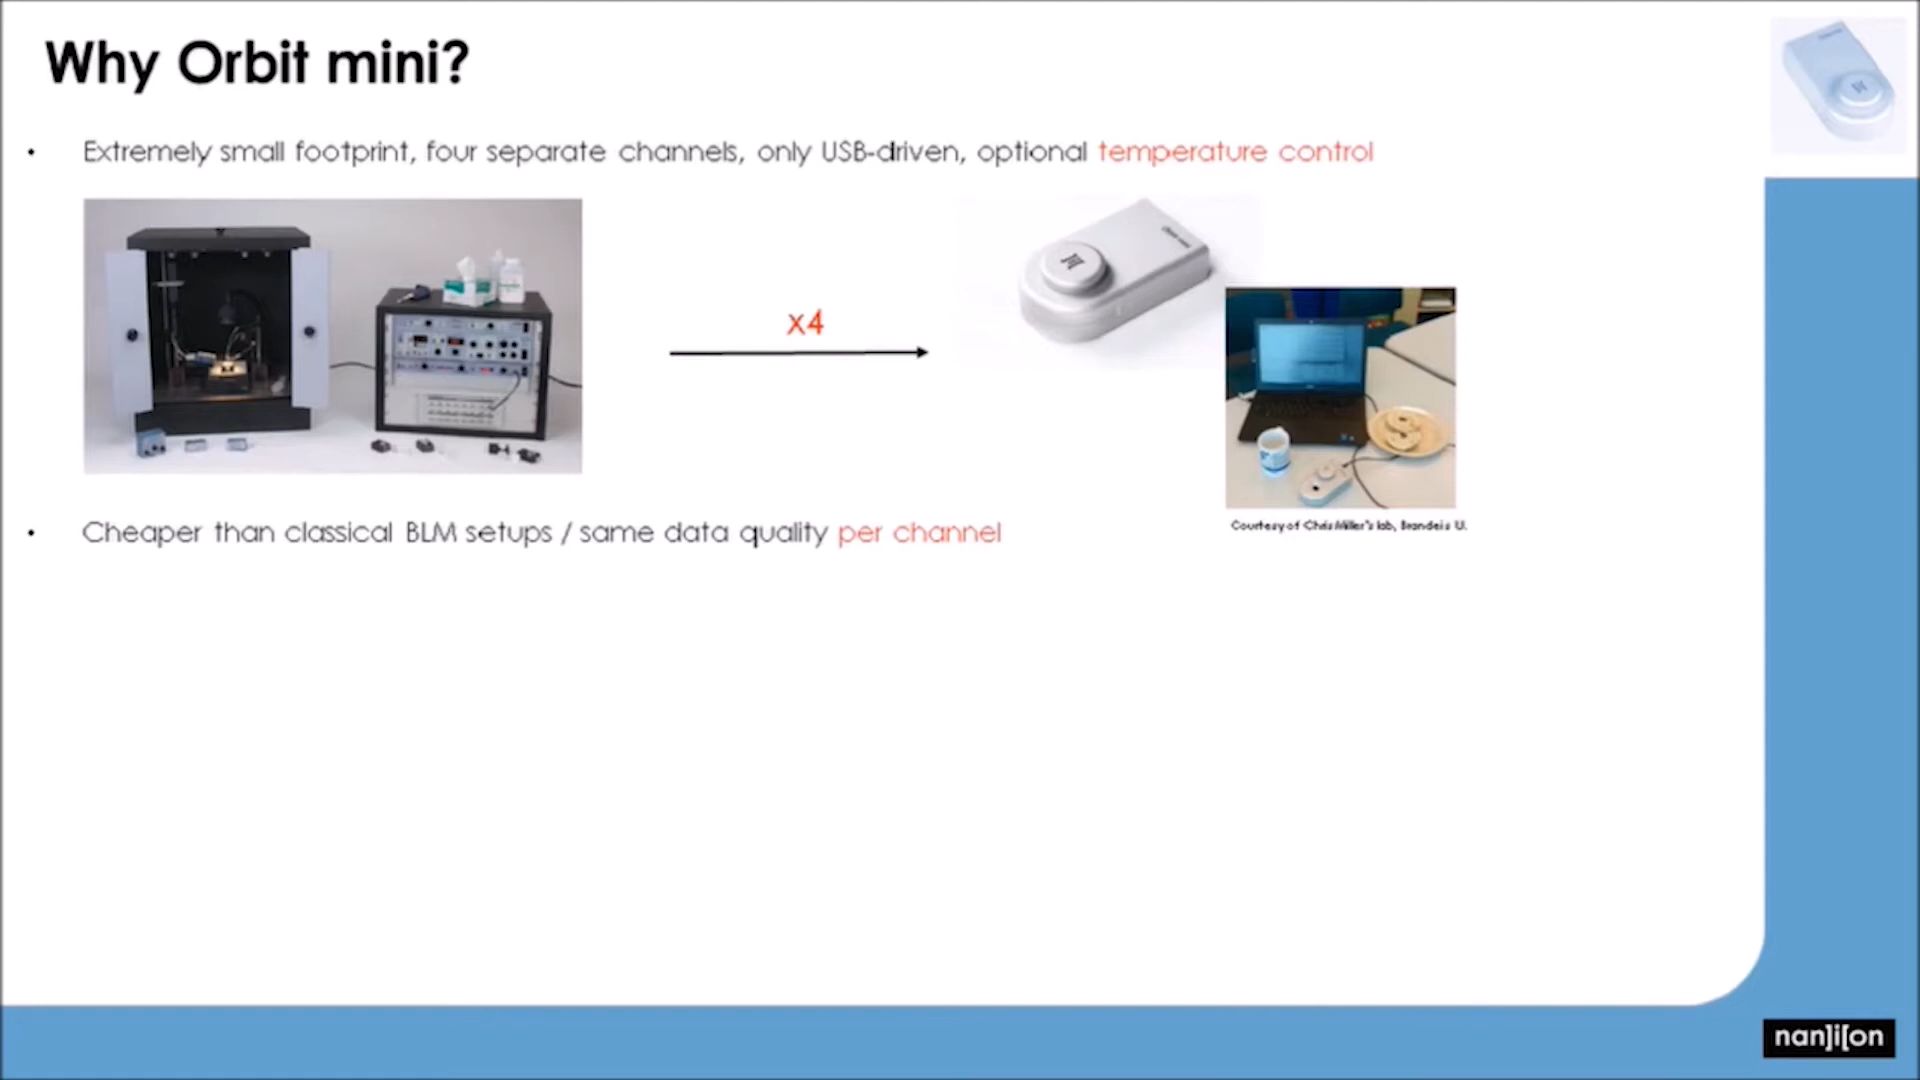 Why Orbit mini?
• Extremely small footprint, four separate channels, only USB-driven, optional temperature control
x4
Courtesy of Chris Miller's lab, Brandeis U.
• Cheaper than classical BLM setups / same data quality per channel
nan]i[on